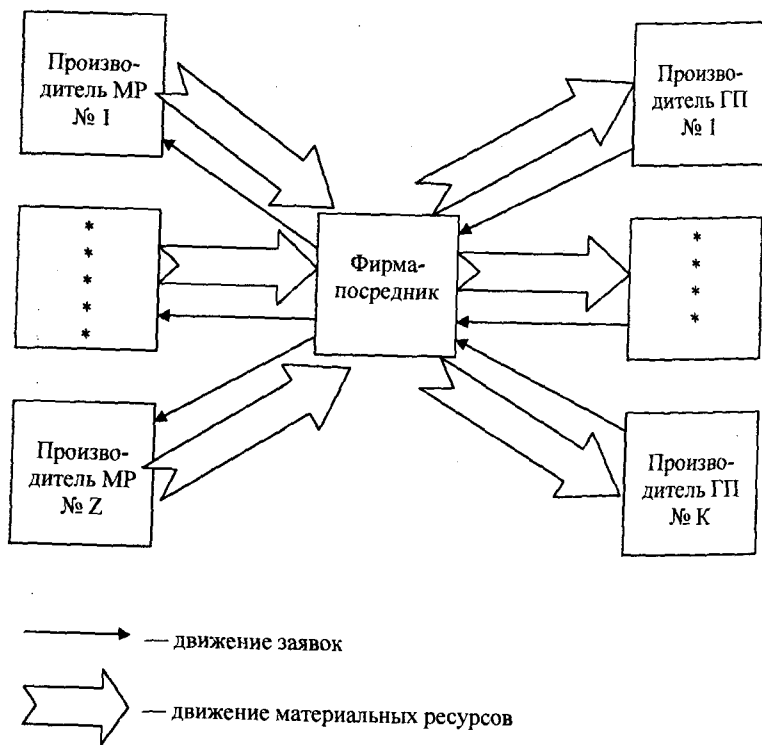 Произво-
дитель МР
№ 1
Произво-
дитель ГП
№ 1
*
*
*
*
*
Фирма-
посредник
*
*
*
*
Произво-
дитель МР
№ Z
Произво-
дитель ГП
№ К
— движение заявок
— движение материальных ресурсов